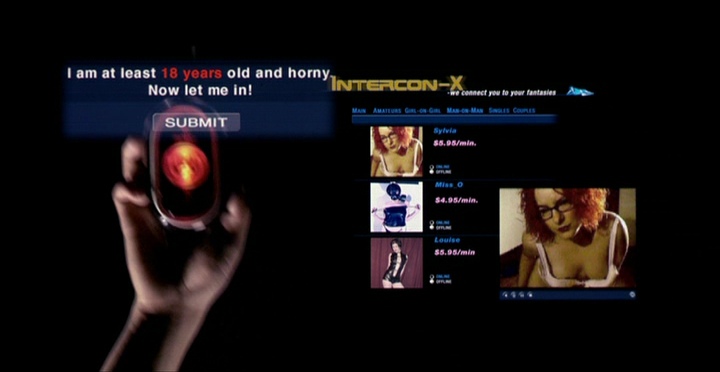 I am at least 18 years old and horny
Now let me in!
SUBMIT
INTERCON-X
-we connect you to your fantasies
MAIN AMATEURS GIRL-ON-GIRL MAN-ON-MAN SINGLES COUPLES
Sylvia
$5.95/min.
ONLINE
OFFLINE
Miss_O
$4.95/min.
ONLINE
OFFLINE
Louise
$5.95/min
ONLINE
OFFLINE